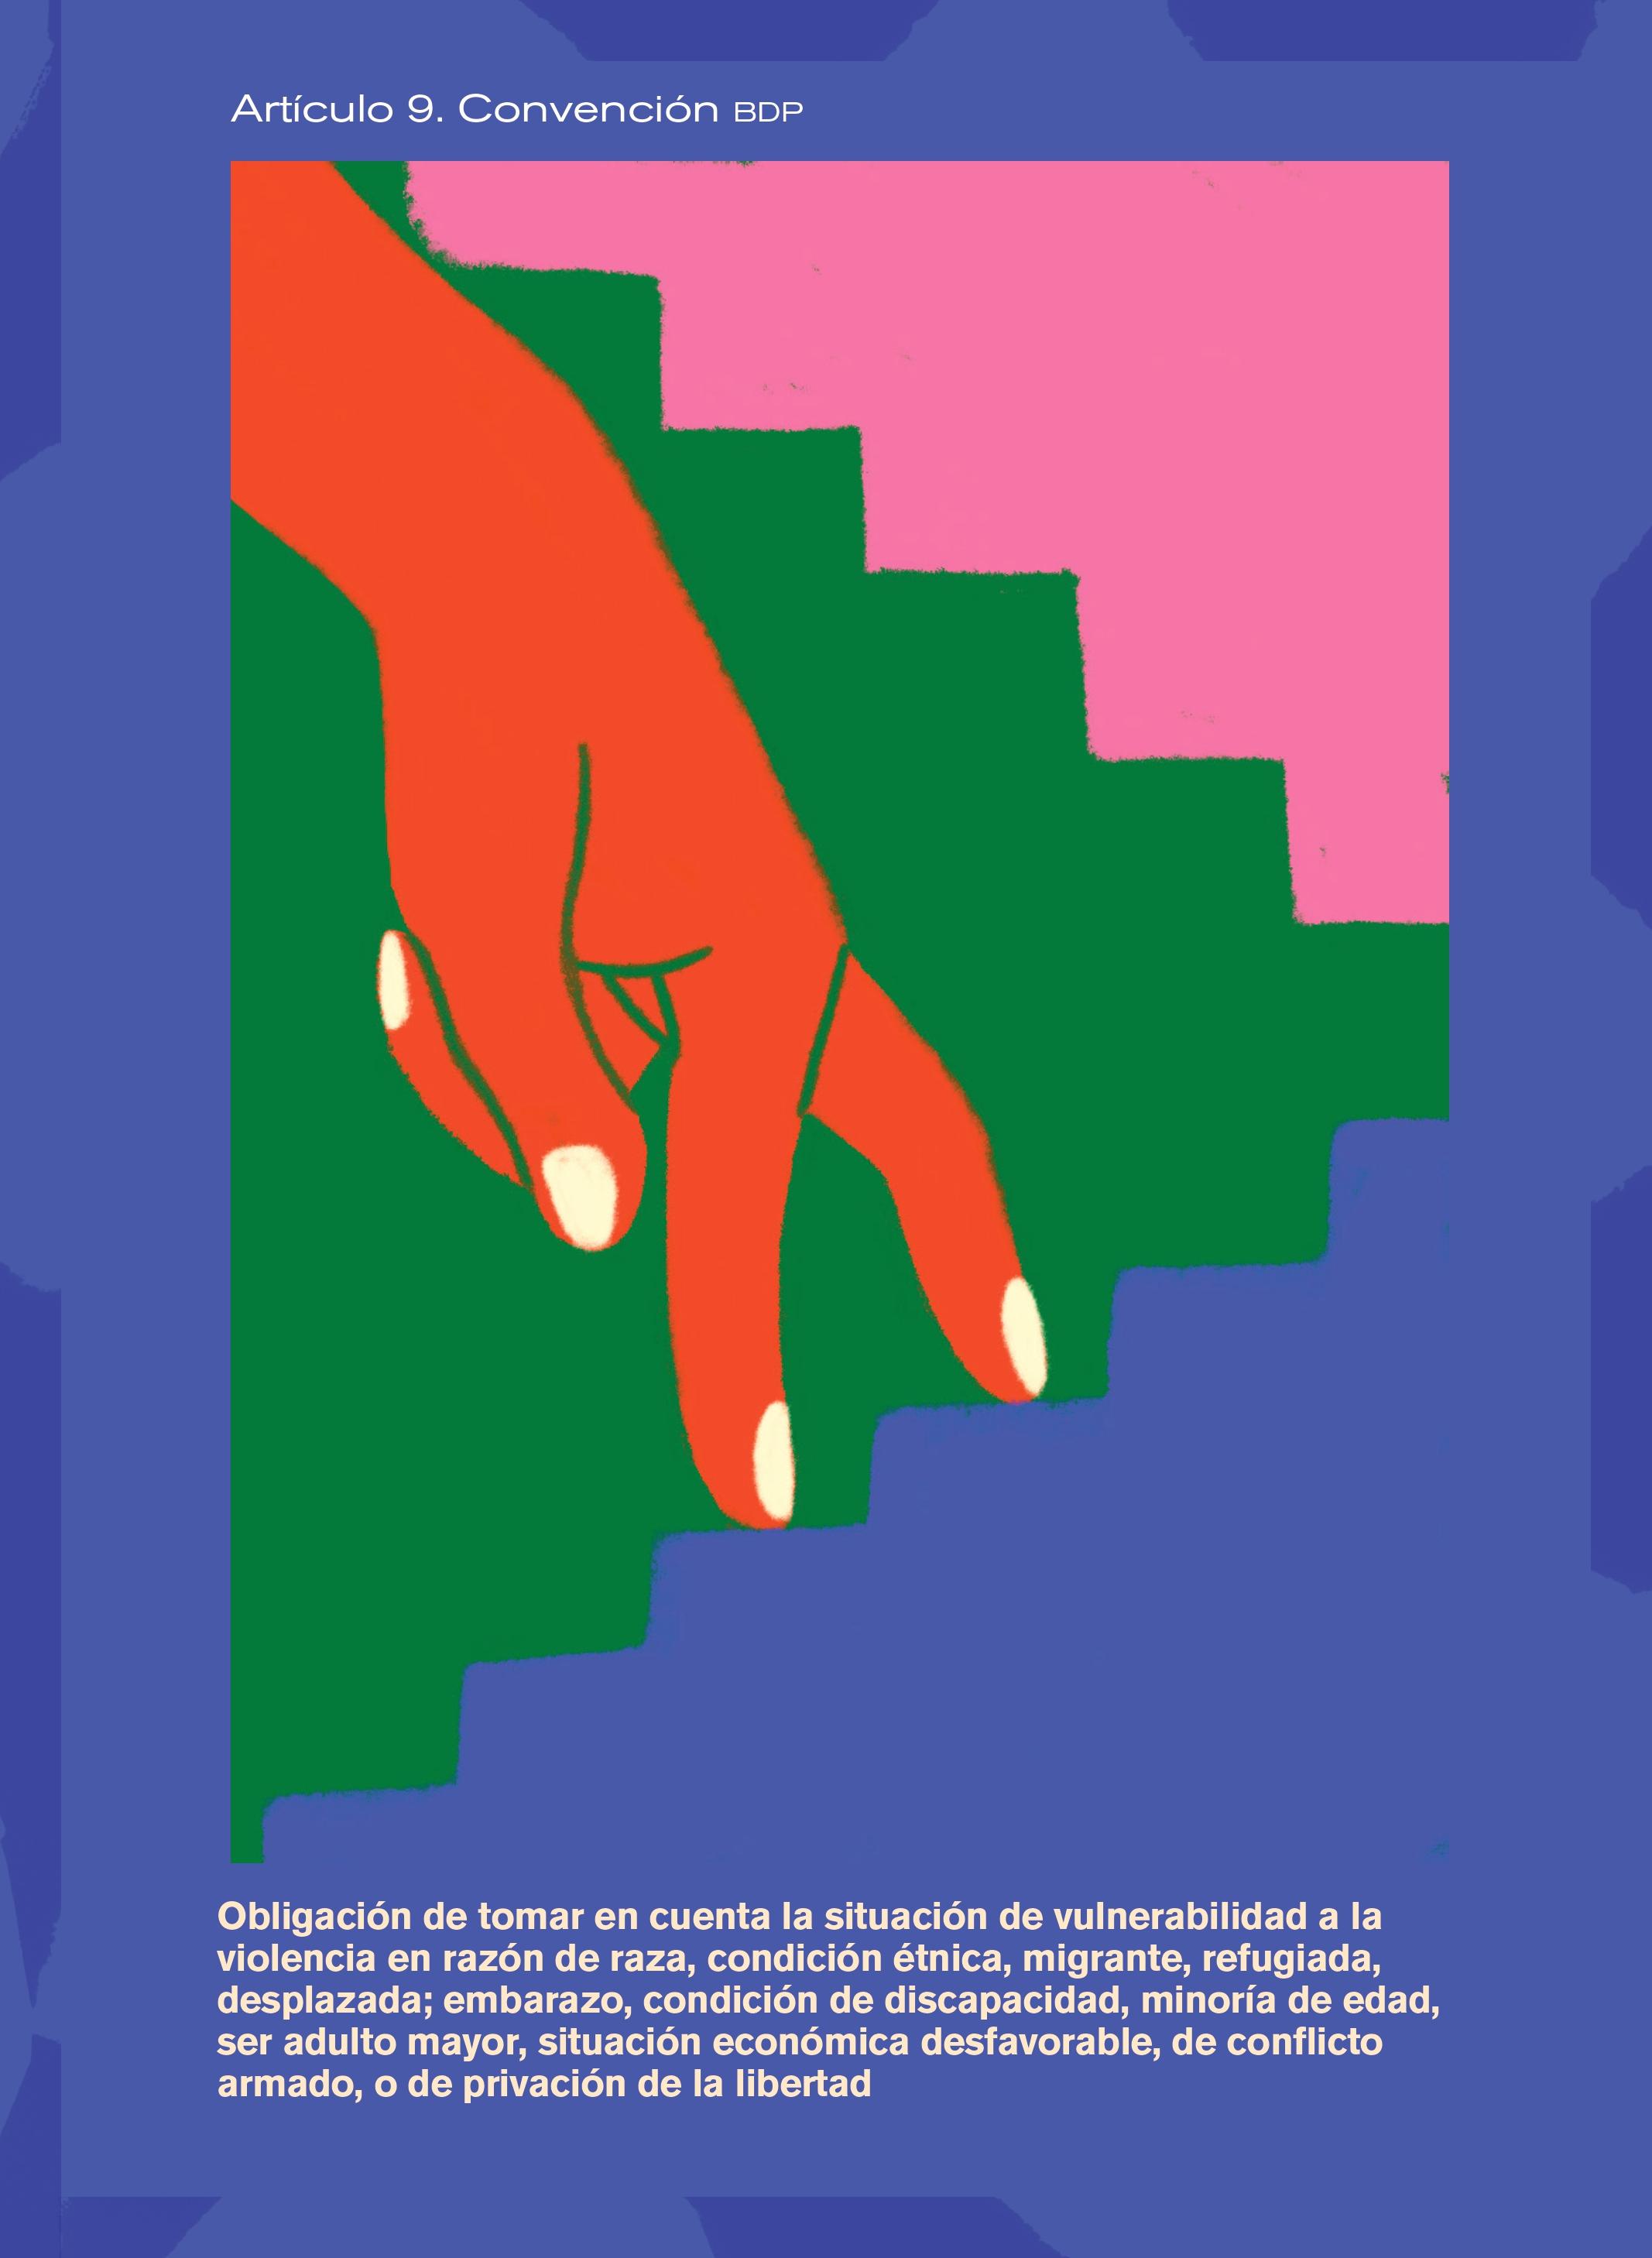 Artículo 9. Convención BDP
Obligación de tomar en cuenta la situación de vulnerabilidad a la
violencia en razón de raza, condición étnica, migrante, refugiada,
desplazada; embarazo, condición de discapacidad, minoría de edad,
ser adulto mayor, situación económica desfavorable, de conflicto
armado, o de privación de la libertad